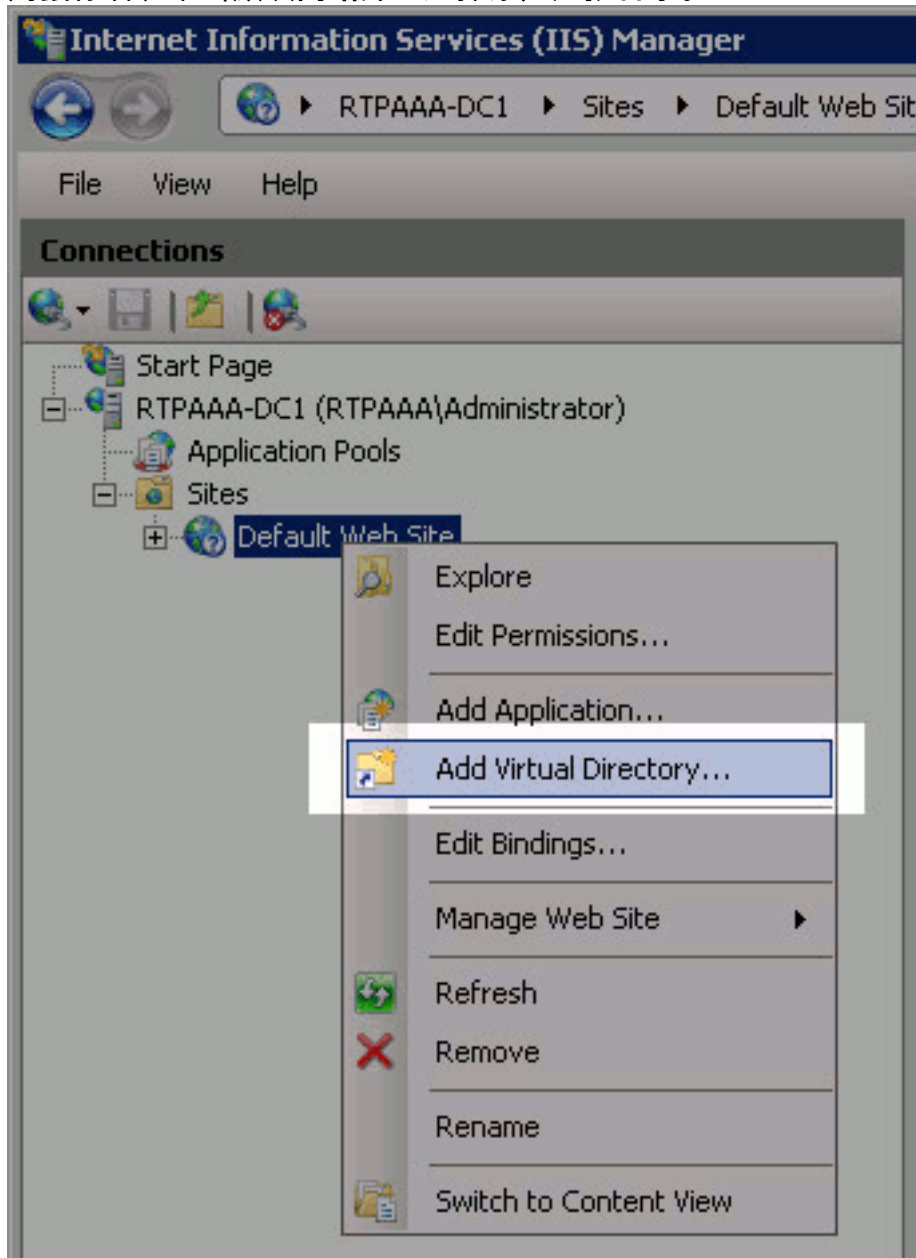 Internet Information Services (IIS) Manager
RTPAAA-DC1 Sites Default Web Sit
File View Help
Connections
Start Page
RTPAAA-DC1 (RTPAAA\Administrator)
Application Pools
Sites
Default Web Site
Explore
Edit Permissions...
Add Application...
Add Virtual Directory...
Edit Bindings...
Manage Web Site
Refresh
Remove
Rename
Switch to Content View